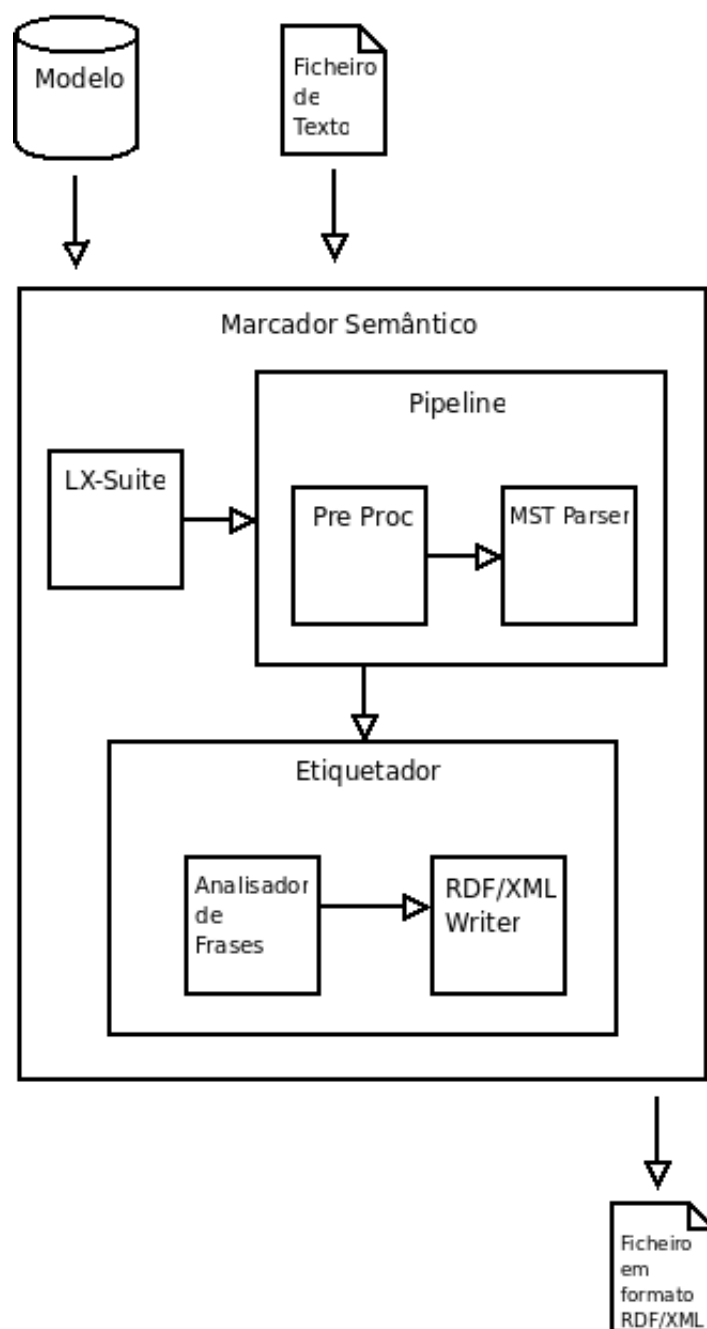 Modelo
Ficheiro
de
Texto
Marcador Semântico
Pipeline
LX-Suite
Pre Proc
MST Parser
Etiquetador
Analisador
de
Frases
RDF/XML
Writer
Ficheiro
em
formato
RDF/XML